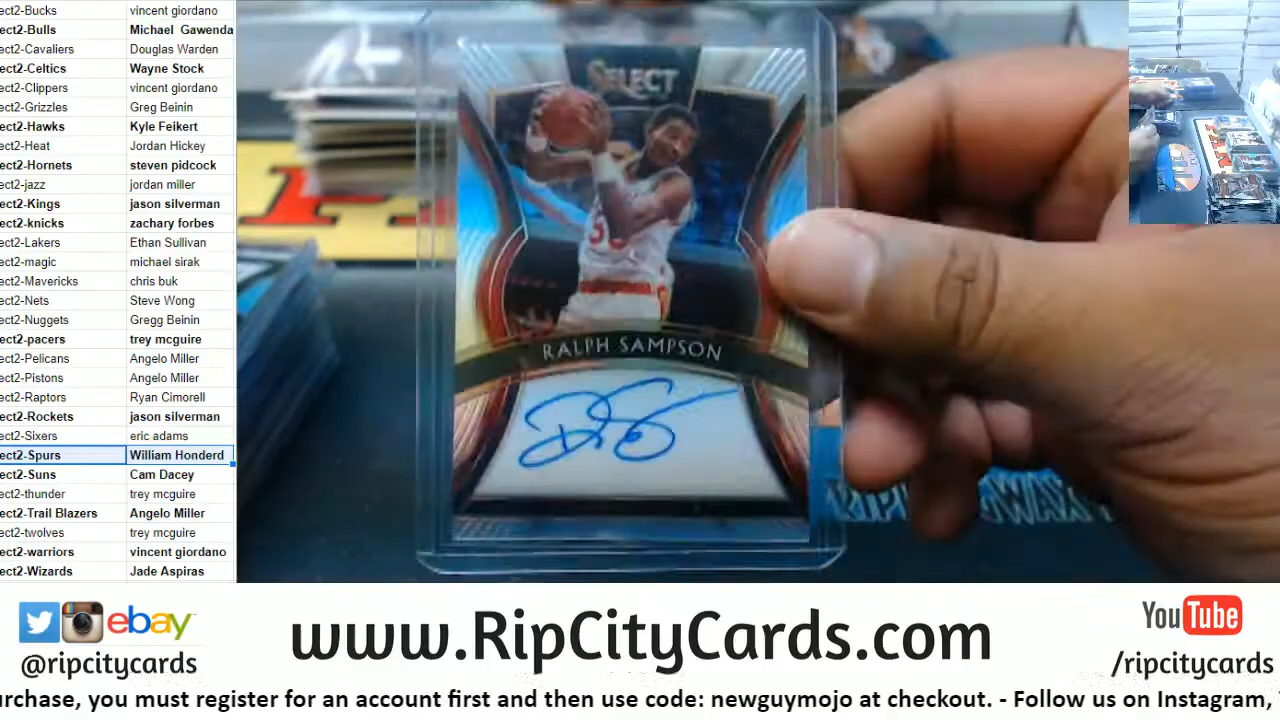 ect2-Bucks vincent giordano
ect2-Bulls Michael Gawenda
ect2-Cavaliers Douglas Warden
ect2-Celtics Wayne Stock
ect2-Clippers vincent giordano
ect2-Grizzles Greg Beinin
ect2-Hawks Kyle Feikert
ect2-Heat Jordan Hickey
ect2-Hornets steven pidcock
ect2-jazz jordan miller
ect2-Kings jason silverman
ect2-knicks zachary forbes
ect2-Lakers Ethan Sullivan
ect2-magic michael sirak
ect2-Mavericks chris buk
ect2-Nets Steve Wong
ect2-Nuggets Gregg Beinin
ect2-pacers trey mcguire
ect2-Pelicans Angelo Miller
ect2-Pistons Angelo Miller
ect2-Raptors Ryan Cimorell
ect2-Rockets jason silverman
ect2-Sixers eric adams
ect2-Spurs William Honderd
ect2-Suns Cam Dacey
ect2-thunder trey mcguire
ect2-Trail Blazers Angelo Miller
ect2-twolves trey mcguire
ect2-warriors vincent giordano
ect2-Wizards Jade Aspiras
SELECT
50
RALPH SAMPSON
ebay
@ripcitycards
www.RipCityCards.com
YouTube
/ripcitycards
urchase, you must register for an account first and then use code: newguymojo at checkout. - Follow us on Instagram,